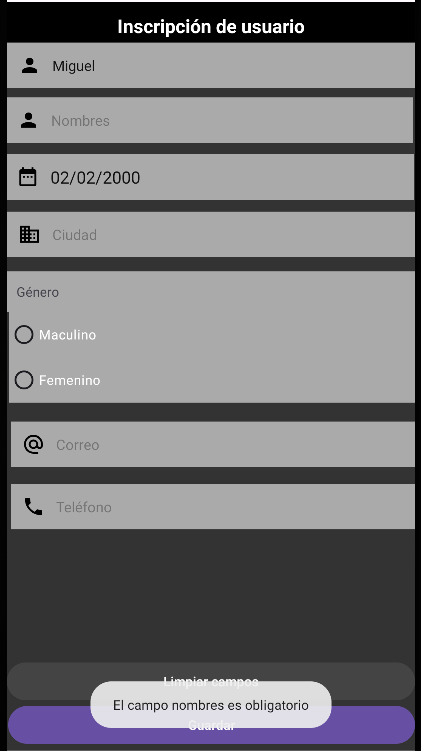 Inscripción de usuario
Miguel
Nombres
02/02/2000
Ciudad
Género
Maculino
Femenino
Correo
Teléfono
Limpiar campos
El campo nombres es obligatorio
Guardar